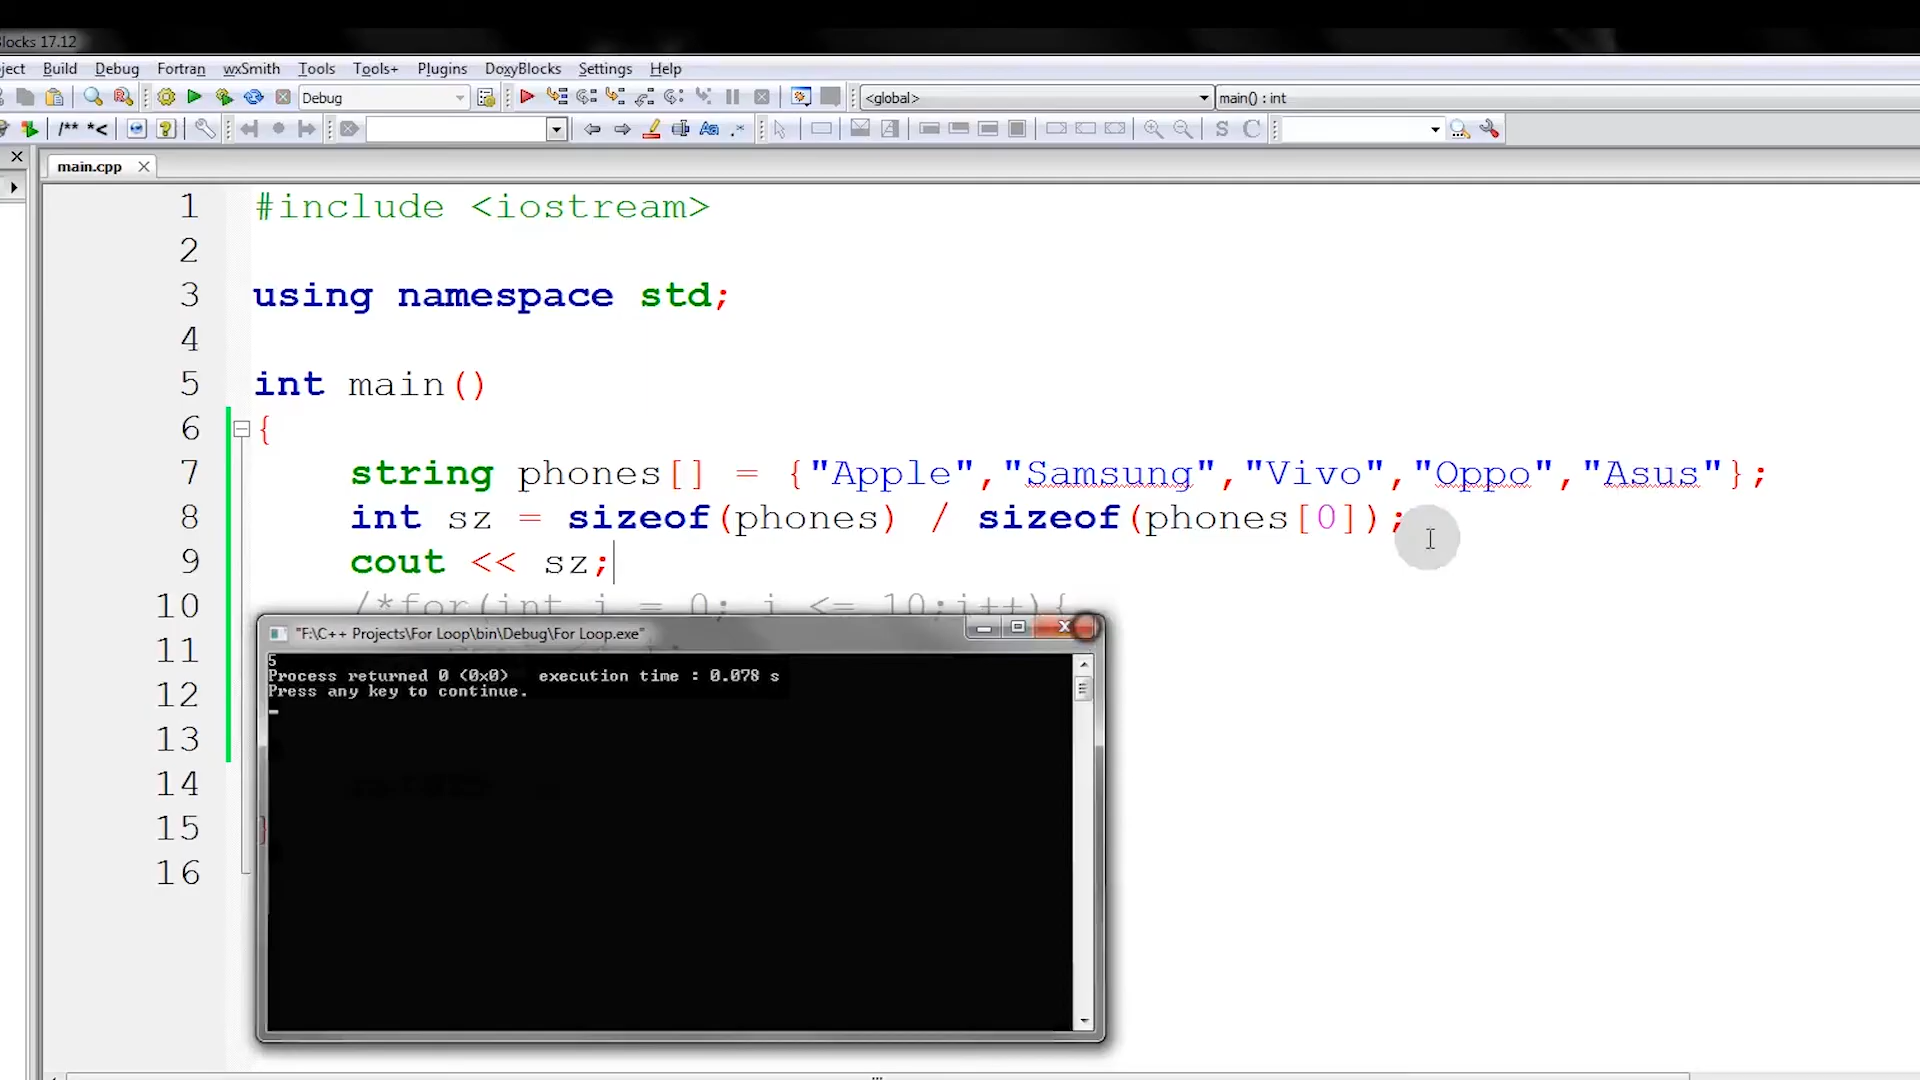 locks 17.12
ject Build Debug Fortran wxSmith Tools Tools+ Plugins DoxyBlocks Settings Help
Debug <global> main() : int
/** *<
main.cpp
1 #include <iostream>
2
3 using namespace std;
4
5 int main()
6 {
7 string phones[] = {"Apple","Samsung","Vivo","Oppo","Asus"};
8 int sz = sizeof(phones) / sizeof(phones[0]);
9 cout << sz;
10 /*for(int i = 0; i <= 10;i++){
"F:\C++ Projects\For Loop\bin\Debug\For Loop.exe"
11
5
Process returned 0 (0x0) execution time : 0.078 s
12 Press any key to continue.
13
14
15 }
16